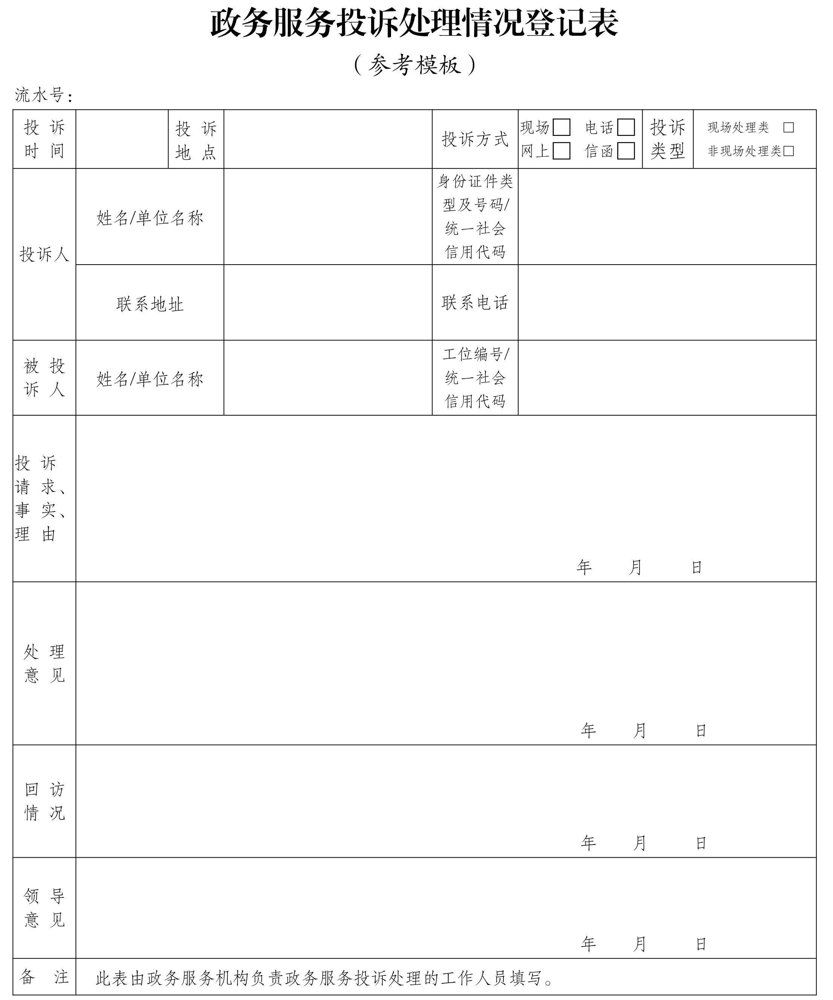 政务服务投诉处理情况登记表
（参考模板）
流水号：
投 诉
时 间
投 诉
地 点
投诉方式
现场□ 电话□
网上□ 信函□
投诉
类型
现场处理类 □
非现场处理类□
投诉人
姓名/单位名称
身份证件类
型及号码/
统一社会
信用代码
联系地址
联系电话
被 投
诉 人
姓名/单位名称
工位编号/
统一社会
信用代码
投 诉
请 求、
事 实、
理 由
年 月 日
处 理
意 见
年 月 日
回 访
情 况
年 月 日
领 导
意 见
年 月 日
备 注
此表由政务服务机构负责政务服务投诉处理的工作人员填写。